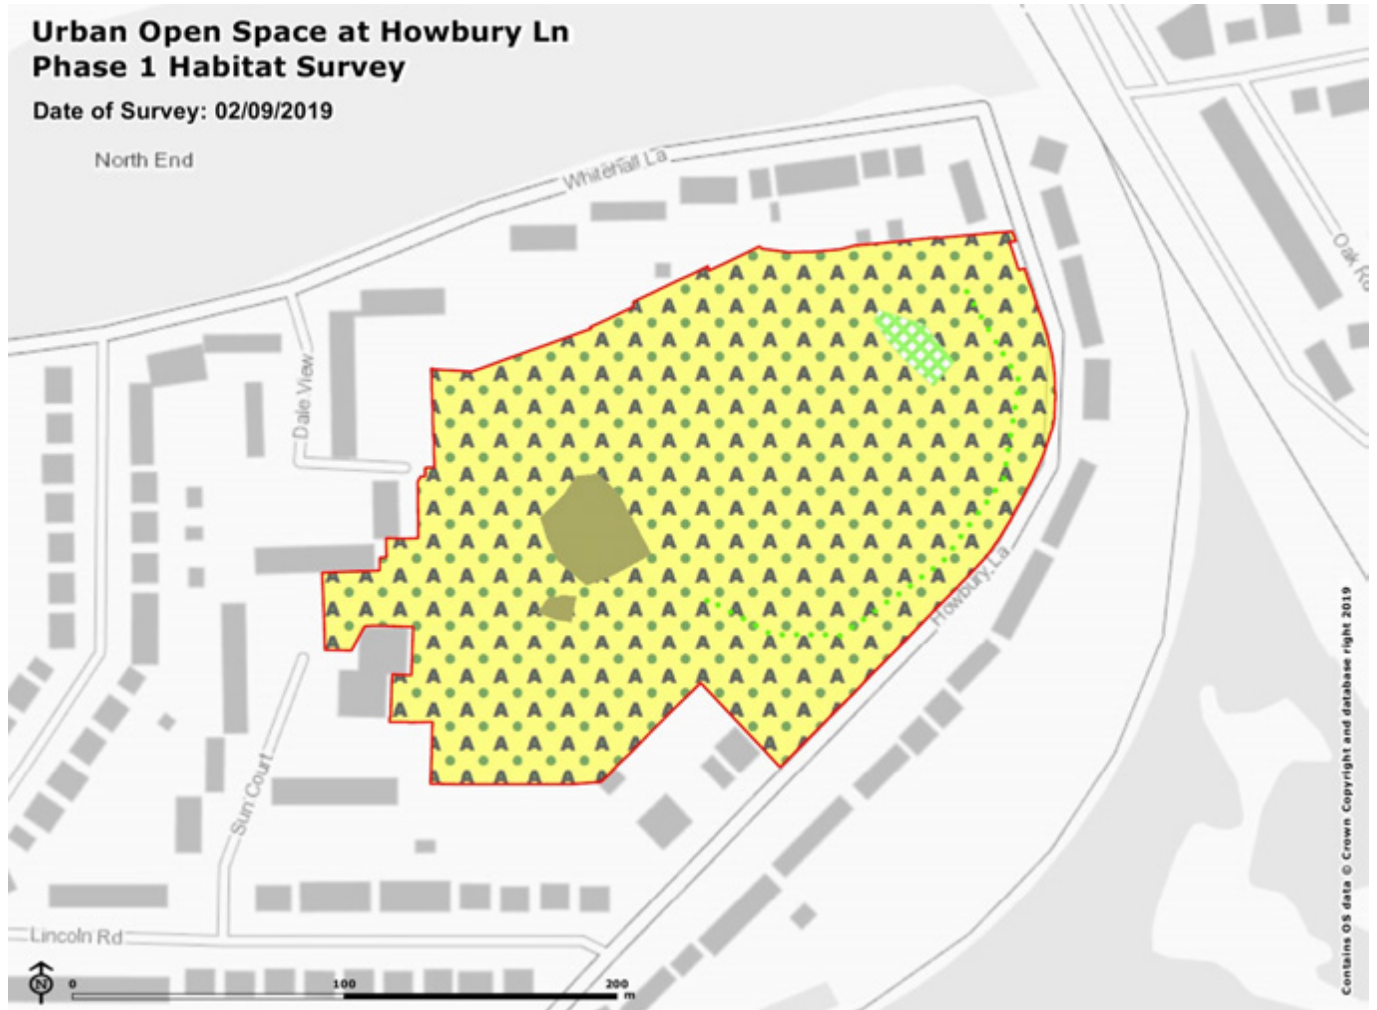 Urban Open Space at Howbury Ln
Phase 1 Habitat Survey
Date of Survey: 02/09/2019
North End
Whitehall La
Oak Rd
Dale View
Howbury La
Sun Court
Lincoln Rd
N
0 100 200
m
Contains OS data © Crown Copyright and database right 2019